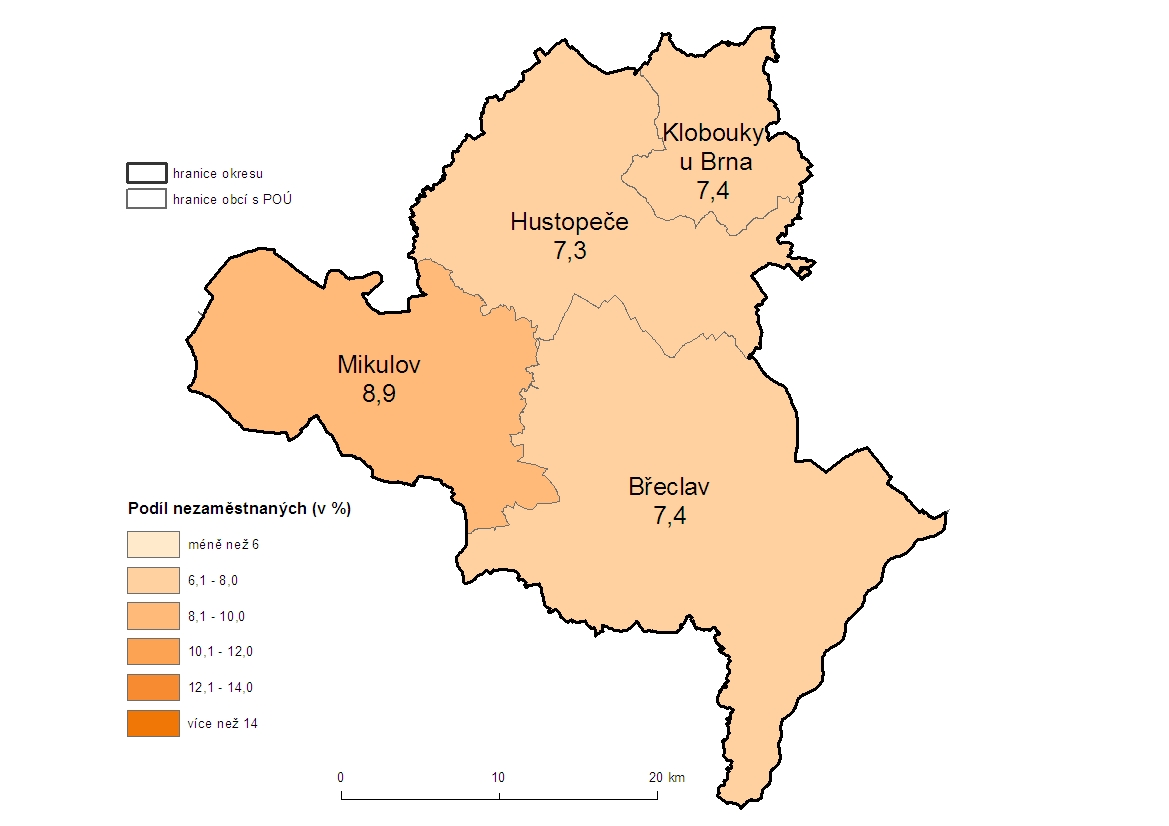 Klobouky
u Brna
7,4
hranice okresu
hranice obcí s POÚ
Hustopeče
7,3
Mikulov
8,9
Břeclav
7,4
Podíl nezaměstnaných (v %)
méně než 6
6,1 - 8,0
8,1 - 10,0
10,1 - 12,0
12,1 - 14,0
více než 14
0 10 20 km